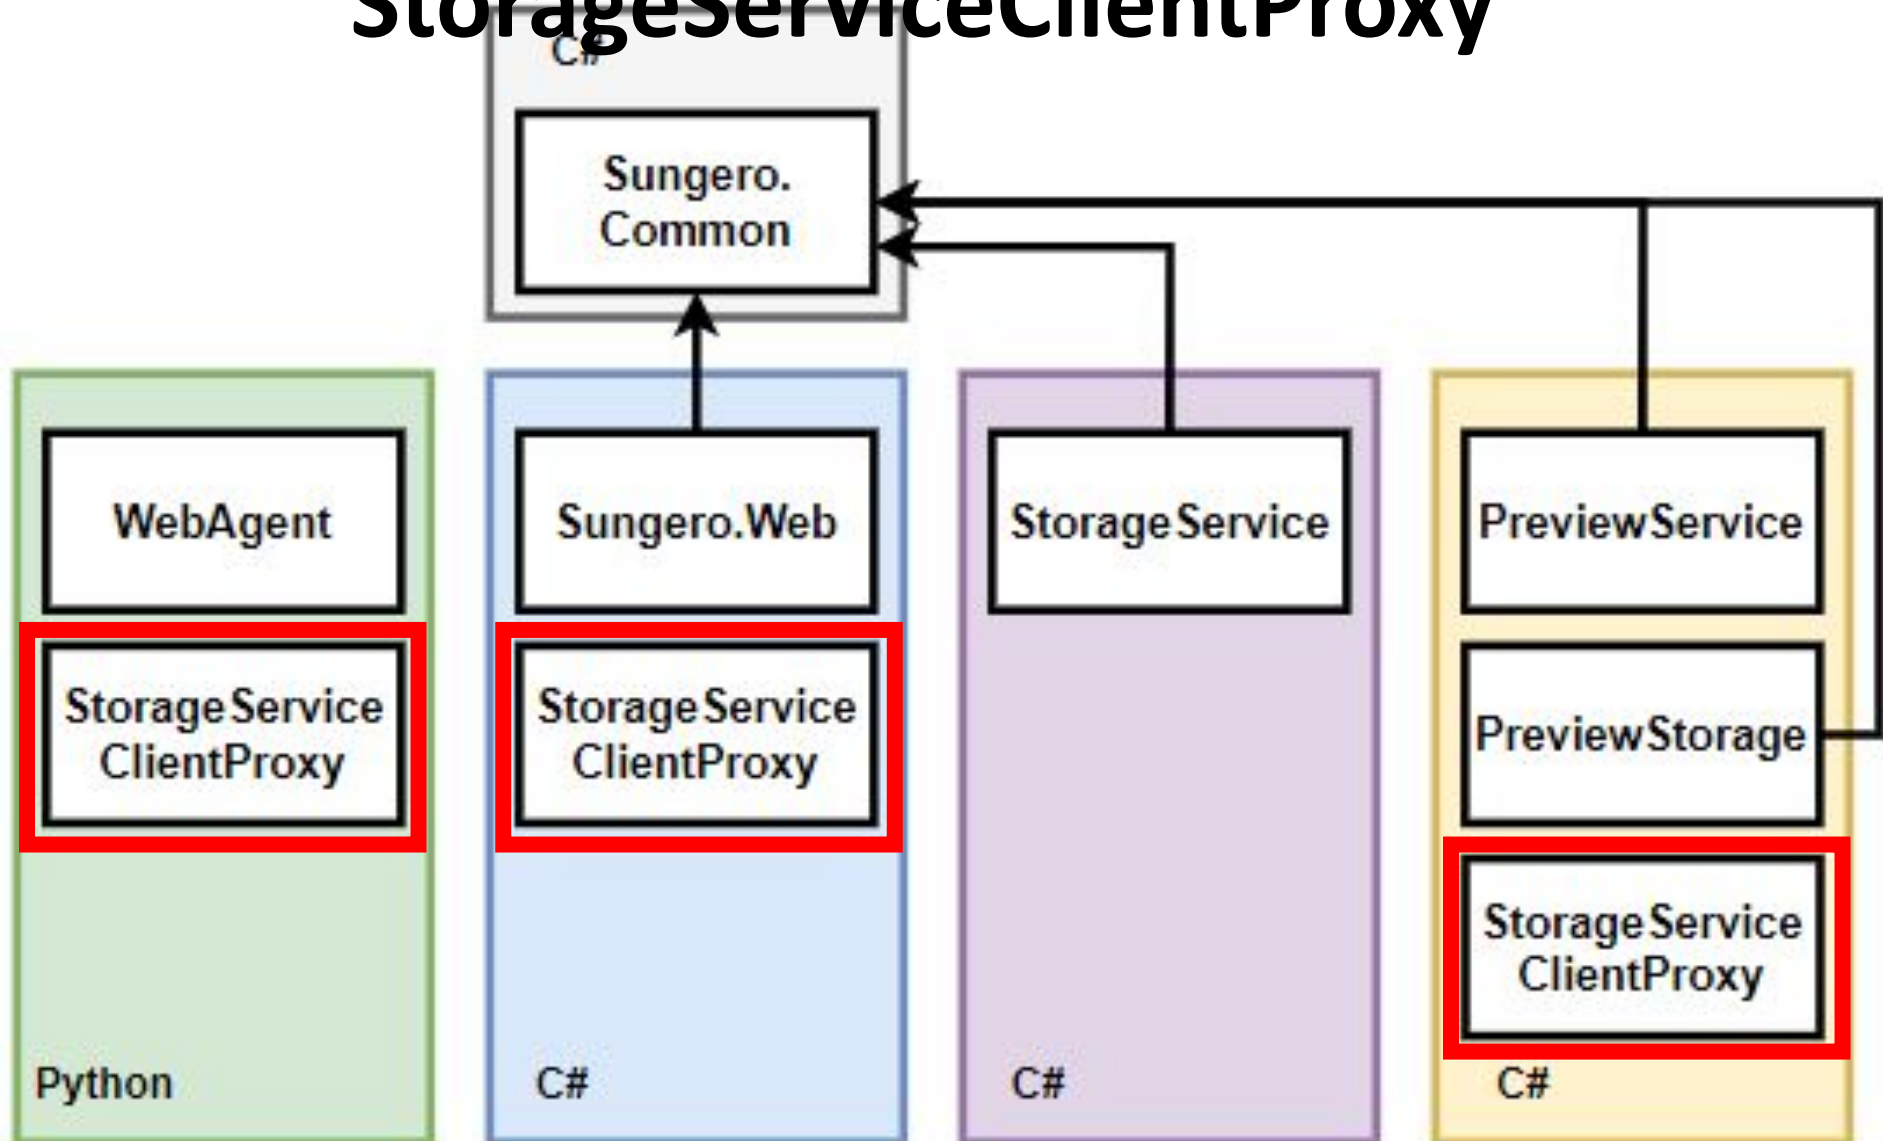 StorageServiceClientProxy
C#
Sungero.
Common
WebAgent
Sungero.Web
StorageService
PreviewService
StorageService
ClientProxy
StorageService
ClientProxy
PreviewStorage
StorageService
ClientProxy
Python
C#
C#
C#